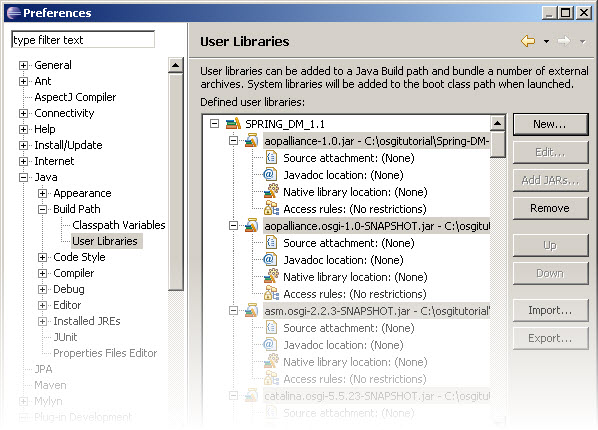 Preferences
type filter text
General
Ant
AspectJ Compiler
Connectivity
Help
Install/Update
Internet
Java
Appearance
Build Path
Classpath Variables
User Libraries
Code Style
Compiler
Debug
Editor
Installed JREs
JUnit
Properties Files Editor
JPA
Maven
Mylyn
Plug-in Development
User Libraries
User libraries can be added to a Java Build path and bundle a number of external
archives. System libraries will be added to the boot class path when launched.
Defined user libraries:
SPRING_DM_1.1
aopalliance-1.0.jar - C:\osgitutorial\Spring-DM-
Source attachment: (None)
Javadoc location: (None)
Native library location: (None)
Access rules: (No restrictions)
aopalliance.osgi-1.0-SNAPSHOT.jar - C:\osgitut
Source attachment: (None)
Javadoc location: (None)
Native library location: (None)
Access rules: (No restrictions)
asm.osgi-2.2.3-SNAPSHOT.jar - C:\osgitutorial\
Source attachment: (None)
Javadoc location: (None)
Native library location: (None)
Access rules: (No restrictions)
catalina.osgi-5.5.23-SNAPSHOT.jar - C:\osgitut
Source attachment: (None)
New...
Edit...
Add JARs...
Remove
Up
Down
Import...
Export...